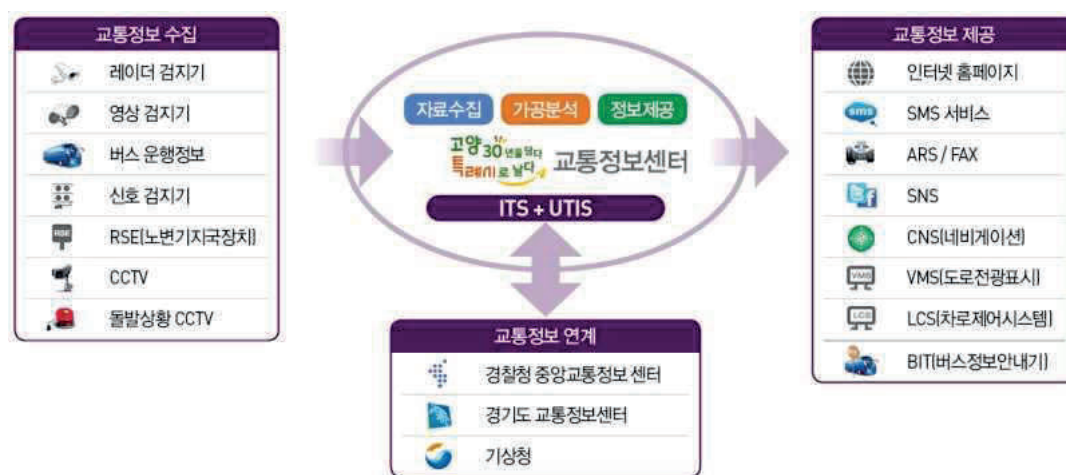 교통정보 수집
레이더 검지기
영상 검지기
버스 운행정보
신호 검지기
RSE
RSE(노변기지국장치)
CCTV
돌발상황 CCTV
자료수집
가공분석
정보제공
고양 30년을 담다
특례시로 날다
교통정보센터
ITS + UTIS
교통정보 연계
경찰청 중앙교통정보 센터
경기도 교통정보센터
기상청
교통정보 제공
인터넷 홈페이지
sms
SMS 서비스
ARS / FAX
SNS
CNS(네비게이션)
VMS
VMS(도로전광표시)
LCS
LCS(차로제어시스템)
BIT(버스정보안내기)